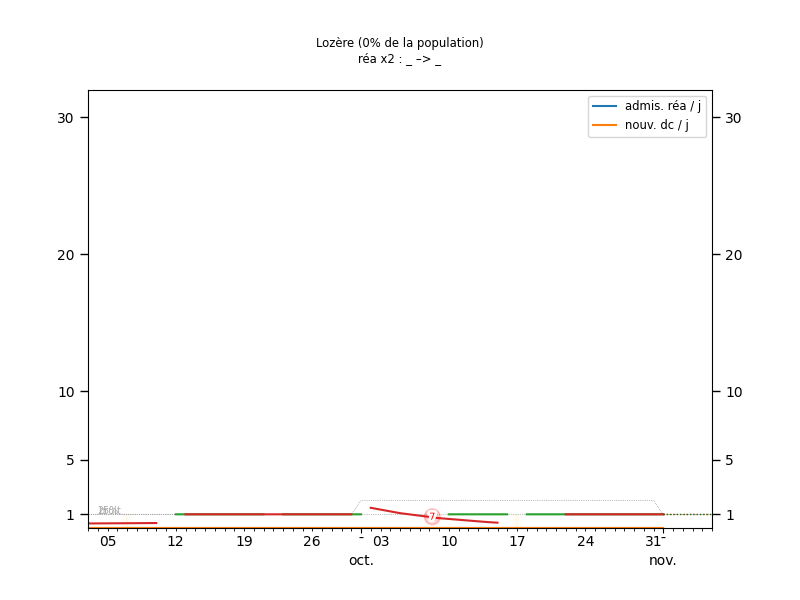 Lozère (0% de la population)
réa x2 : _ –> _
admis. réa / j
nouv. dc / j
30
30
20
20
10
10
5
5
1
1
7
05 12 19 26 - 03 10 17 24 31 -
oct. nov.